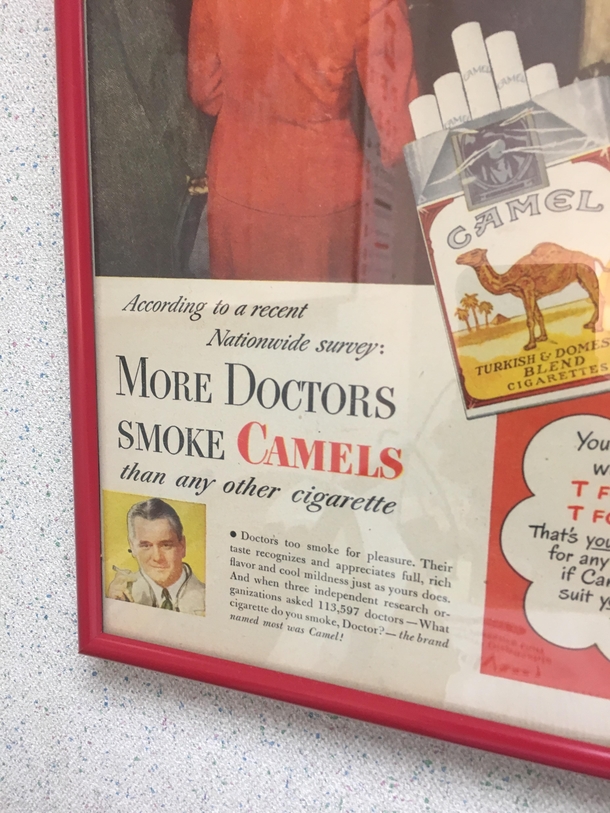 CAMEL
CAMEL
CAMEL
TURKISH & DOMES
BLEND
CIGARETTES
According to a recent
Nationwide survey:
MORE DOCTORS
SMOKE CAMELS
than any other cigarette
• Doctors too smoke for pleasure. Their
taste recognizes and appreciates full, rich
flavor and cool mildness just as yours does.
And when three independent research or-
ganizations asked 113,597 doctors — What
cigarette do you smoke, Doctor? — the brand
named most was Camel!
You
w
T F
T FO
That's you
for any
if Ca
suit y